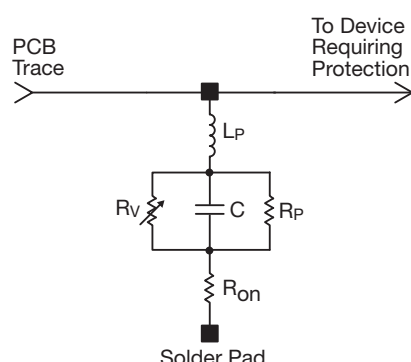 PCB
Trace
To Device
Requiring
Protection
LP
RV
C
RP
Ron
Solder Pad